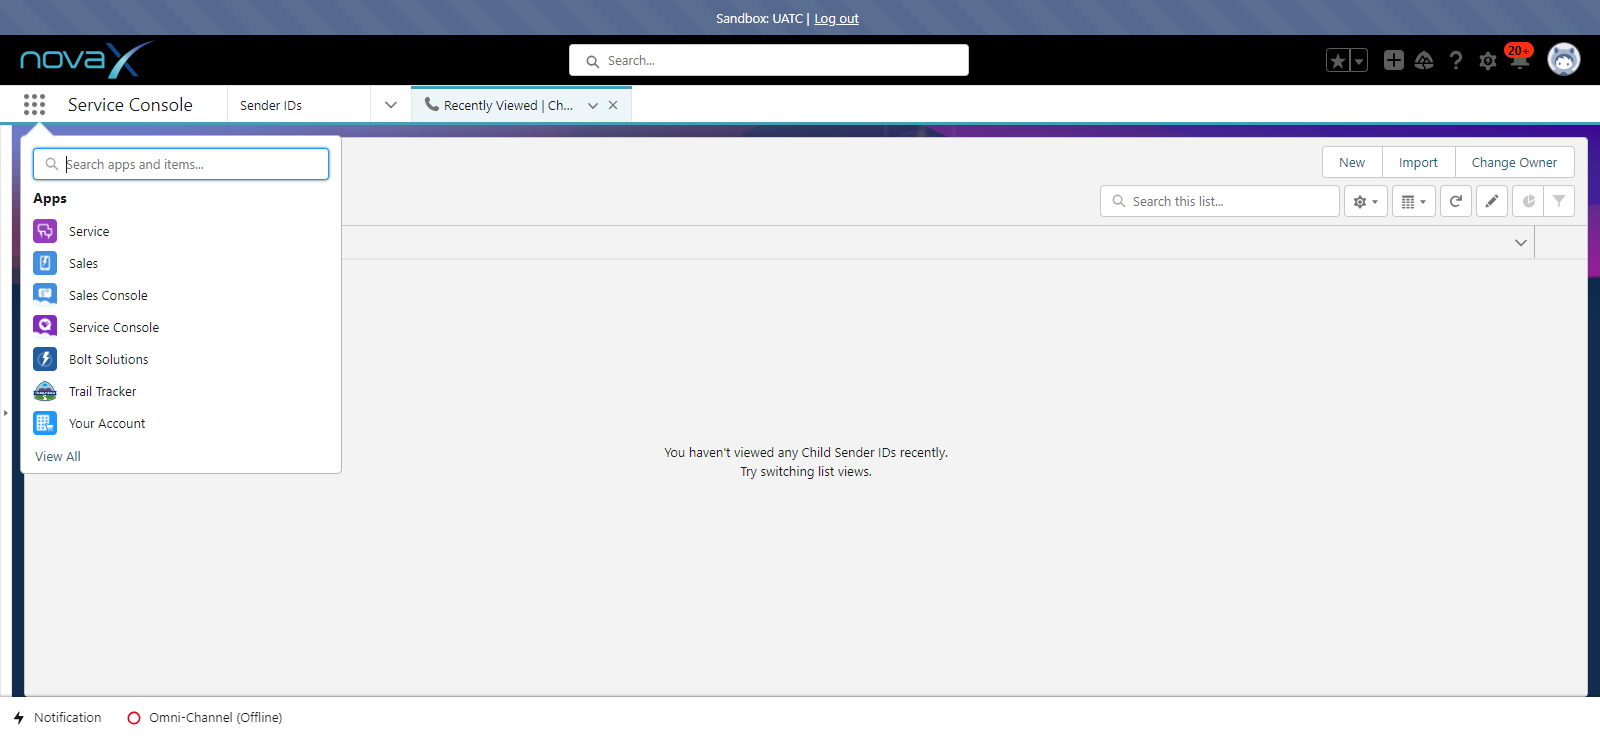 Sandbox: UATC | Log out
novaX
Search...
20+
Service Console
Sender IDs
Recently Viewed | Ch...
Search apps and items...
Apps
Service
Sales
Sales Console
Service Console
Bolt Solutions
Trail Tracker
Your Account
View All
New
Import
Change Owner
Search this list...
You haven't viewed any Child Sender IDs recently.
Try switching list views.
Notification
Omni-Channel (Offline)